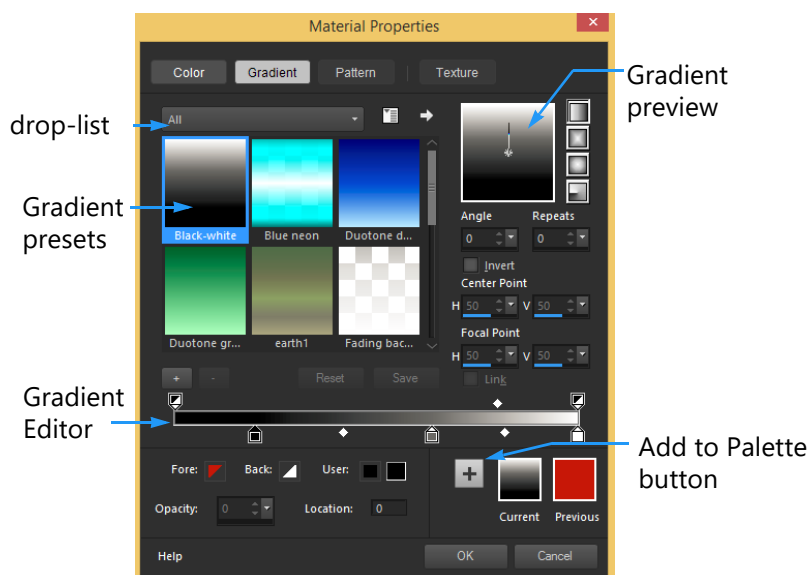 Material Properties
Color Gradient Pattern Texture
Gradient
preview
drop-list
All
Gradient
presets
Black-white Blue neon Duotone d...
Duotone gr... earth1 Fading bac...
Angle Repeats
0 0
Invert
Center Point
H 50 V 50
Focal Point
H 50 V 50
Link
+ - Reset Save
Gradient
Editor
Add to Palette
button
Fore: Back: User:
Opacity: 0 Location: 0
+
Current Previous
Help OK Cancel